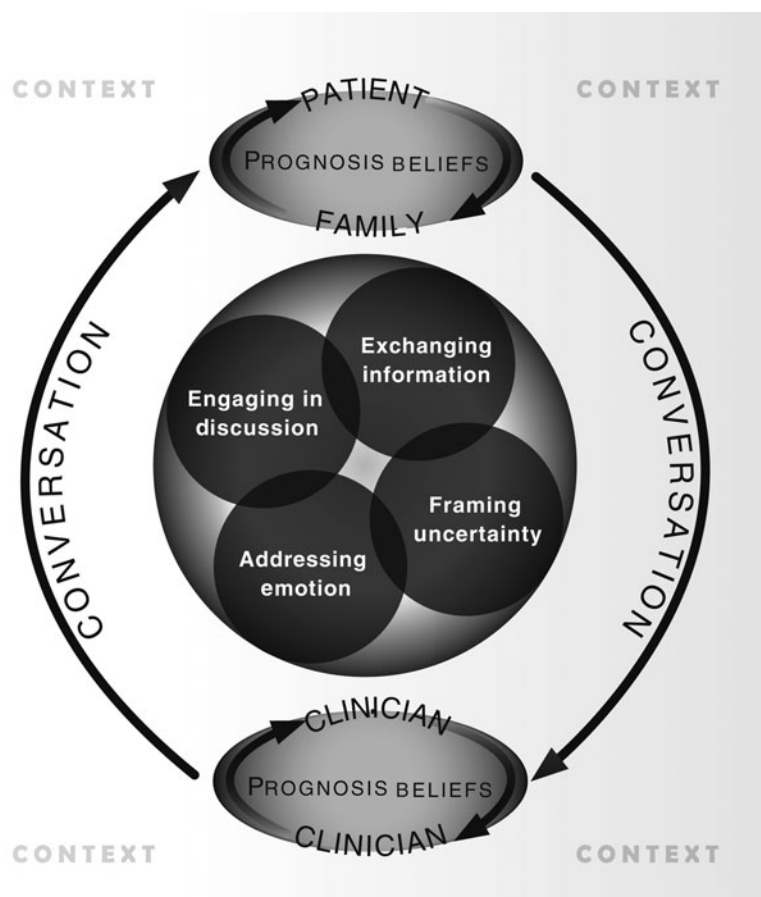 CONTEXT CONTEXT
PATIENT
PROGNOSIS BELIEFS
FAMILY
CONVERSATION
CONVERSATION
Exchanging
information
Engaging in
discussion
Framing
uncertainty
Addressing
emotion
CLINICIAN
PROGNOSIS BELIEFS
CLINICIAN
CONTEXT CONTEXT